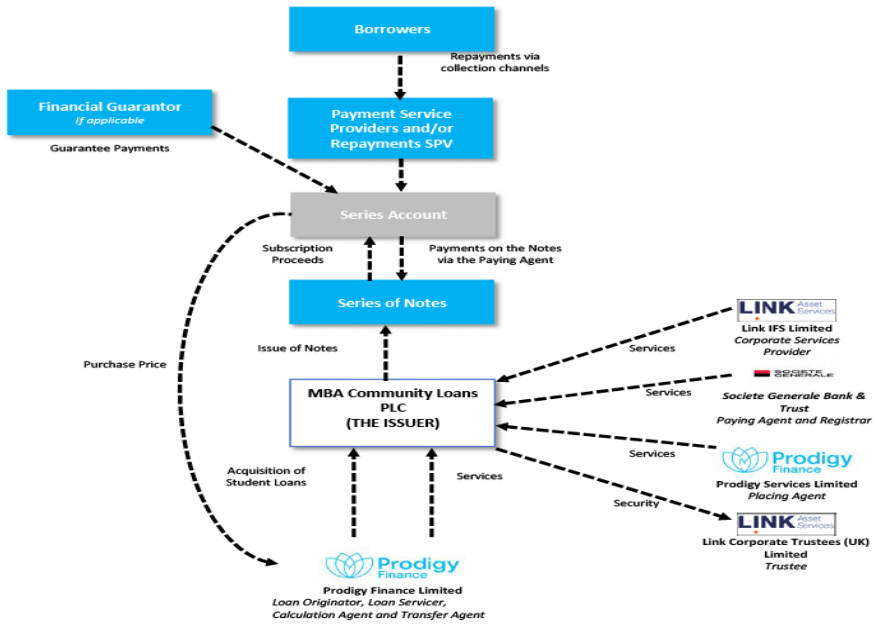 Borrowers
Repayments via
collection channels
Financial Guarantor
If applicable
Payment Service
Providers and/or
Repayments SPV
Guarantee Payments
Series Account
Subscription
Proceeds
Payments on the Notes
via the Paying Agent
Series of Notes
LINK Asset
Services
Link IFS Limited
Corporate Services
Provider
Issue of Notes
Services
Purchase Price
SOCIETE
GENERALE
MBA Community Loans
PLC
(THE ISSUER)
Services
Societe Generale Bank &
Trust
Paying Agent and Registrar
Services
Prodigy
Finance
Acquisition of
Student Loans
Services
Prodigy Services Limited
Placing Agent
Security
LINK Asset
Services
Link Corporate Trustees (UK)
Limited
Trustee
Prodigy
Finance
Prodigy Finance Limited
Loan Originator, Loan Servicer,
Calculation Agent and Transfer Agent